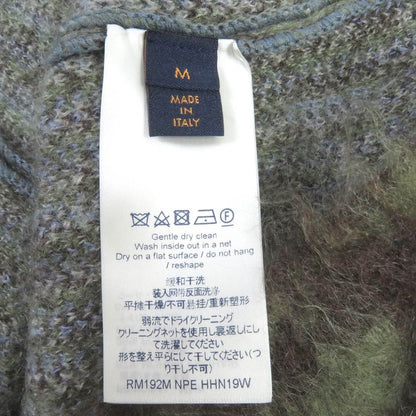 M
MADE
IN
ITALY
Gentle dry clean
Wash inside out in a net
Dry on a flat surface / do not hang
/ reshape
缓和干洗
装入网带反面洗涤
平摊干燥/不可悬挂/重新塑形
弱流でドライクリーニング
クリーニングネットを使用し裏返しにし
て洗濯してください
形を整え平らにして干してください(つ
り干し不可)
RM192M NPE HHN19W